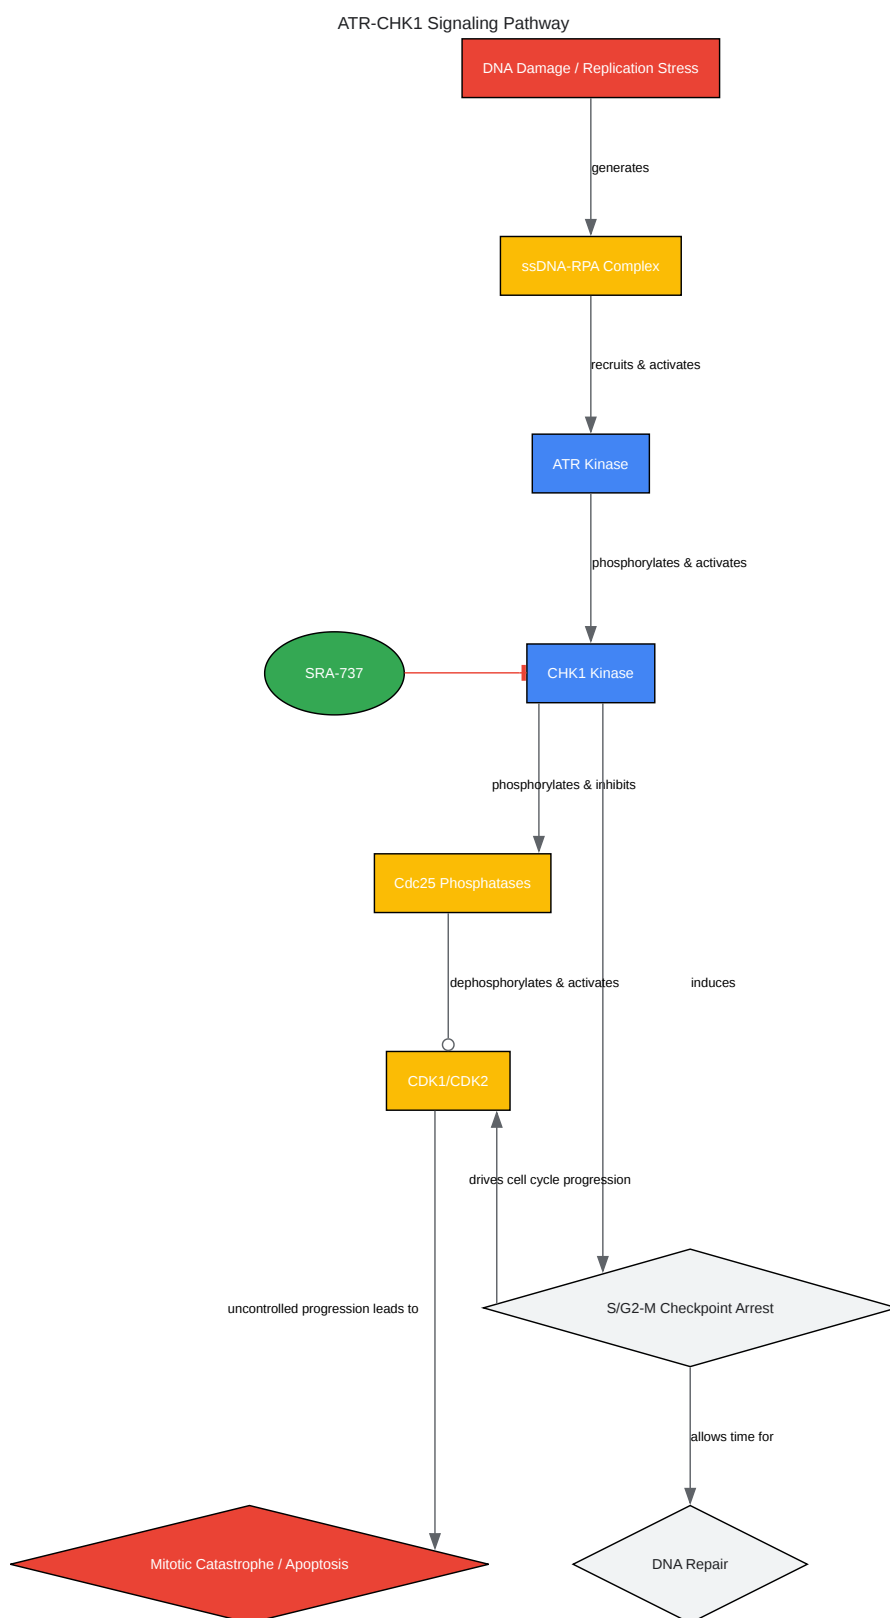 ATR-CHK1 Signaling Pathway
DNA Damage / Replication Stress
generates
ssDNA-RPA Complex
recruits & activates
ATR Kinase
phosphorylates & activates
SRA-737
CHK1 Kinase
phosphorylates & inhibits
Cdc25 Phosphatases
dephosphorylates & activates
induces
CDK1/CDK2
drives cell cycle progression
uncontrolled progression leads to
S/G2-M Checkpoint Arrest
allows time for
Mitotic Catastrophe / Apoptosis
DNA Repair